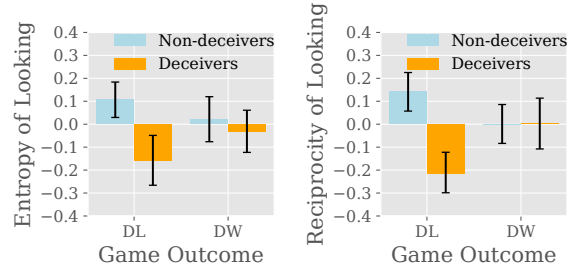 Entropy of Looking
0.4
0.3
0.2
0.1
0.0
−0.1
−0.2
−0.3
−0.4
Non-deceivers
Deceivers
DL
DW
Game Outcome
Reciprocity of Looking
0.4
0.3
0.2
0.1
0.0
−0.1
−0.2
−0.3
−0.4
Non-deceivers
Deceivers
DL
DW
Game Outcome